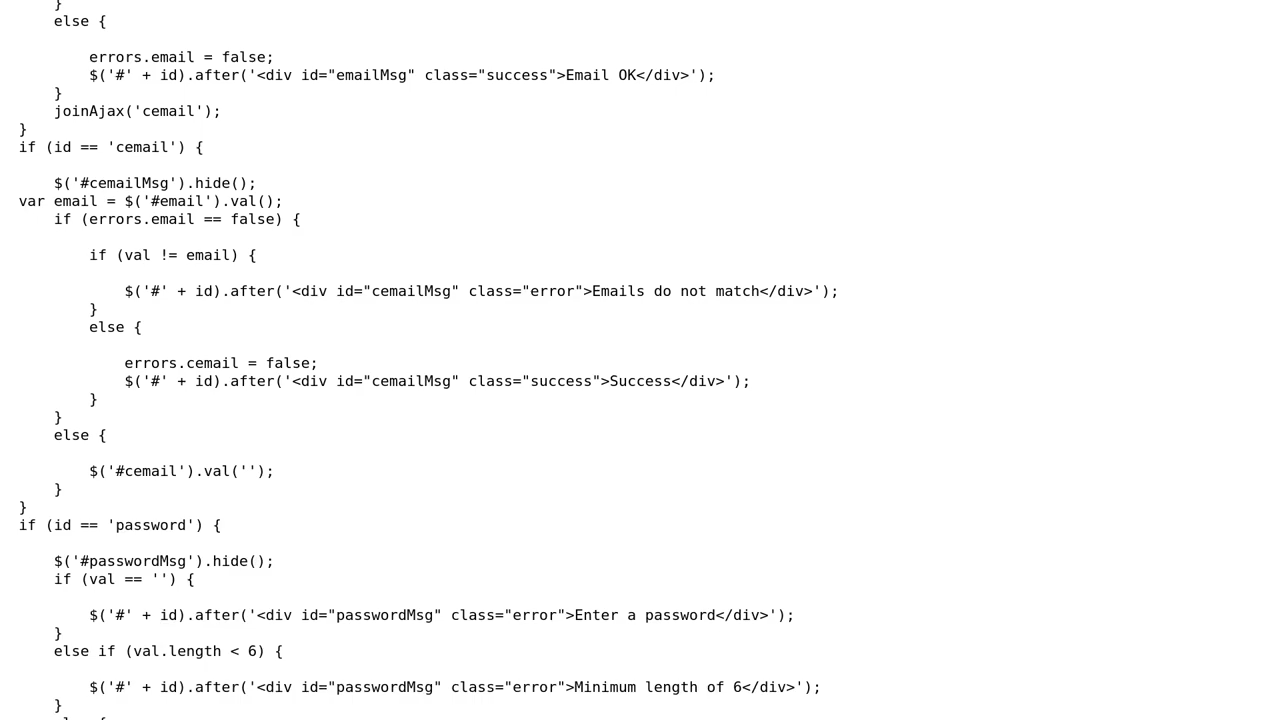 }
else {
errors.email = false;
$('#' + id).after('<div id="emailMsg" class="success">Email OK</div>');
}
joinAjax('cemail');
}
if (id == 'cemail') {
$('#cemailMsg').hide();
var email = $('#email').val();
if (errors.email == false) {
if (val != email) {
$('#' + id).after('<div id="cemailMsg" class="error">Emails do not match</div>');
}
else {
errors.cemail = false;
$('#' + id).after('<div id="cemailMsg" class="success">Success</div>');
}
}
else {
$('#cemail').val('');
}
}
if (id == 'password') {
$('#passwordMsg').hide();
if (val == '') {
$('#' + id).after('<div id="passwordMsg" class="error">Enter a password</div>');
}
else if (val.length < 6) {
$('#' + id).after('<div id="passwordMsg" class="error">Minimum length of 6</div>');
}